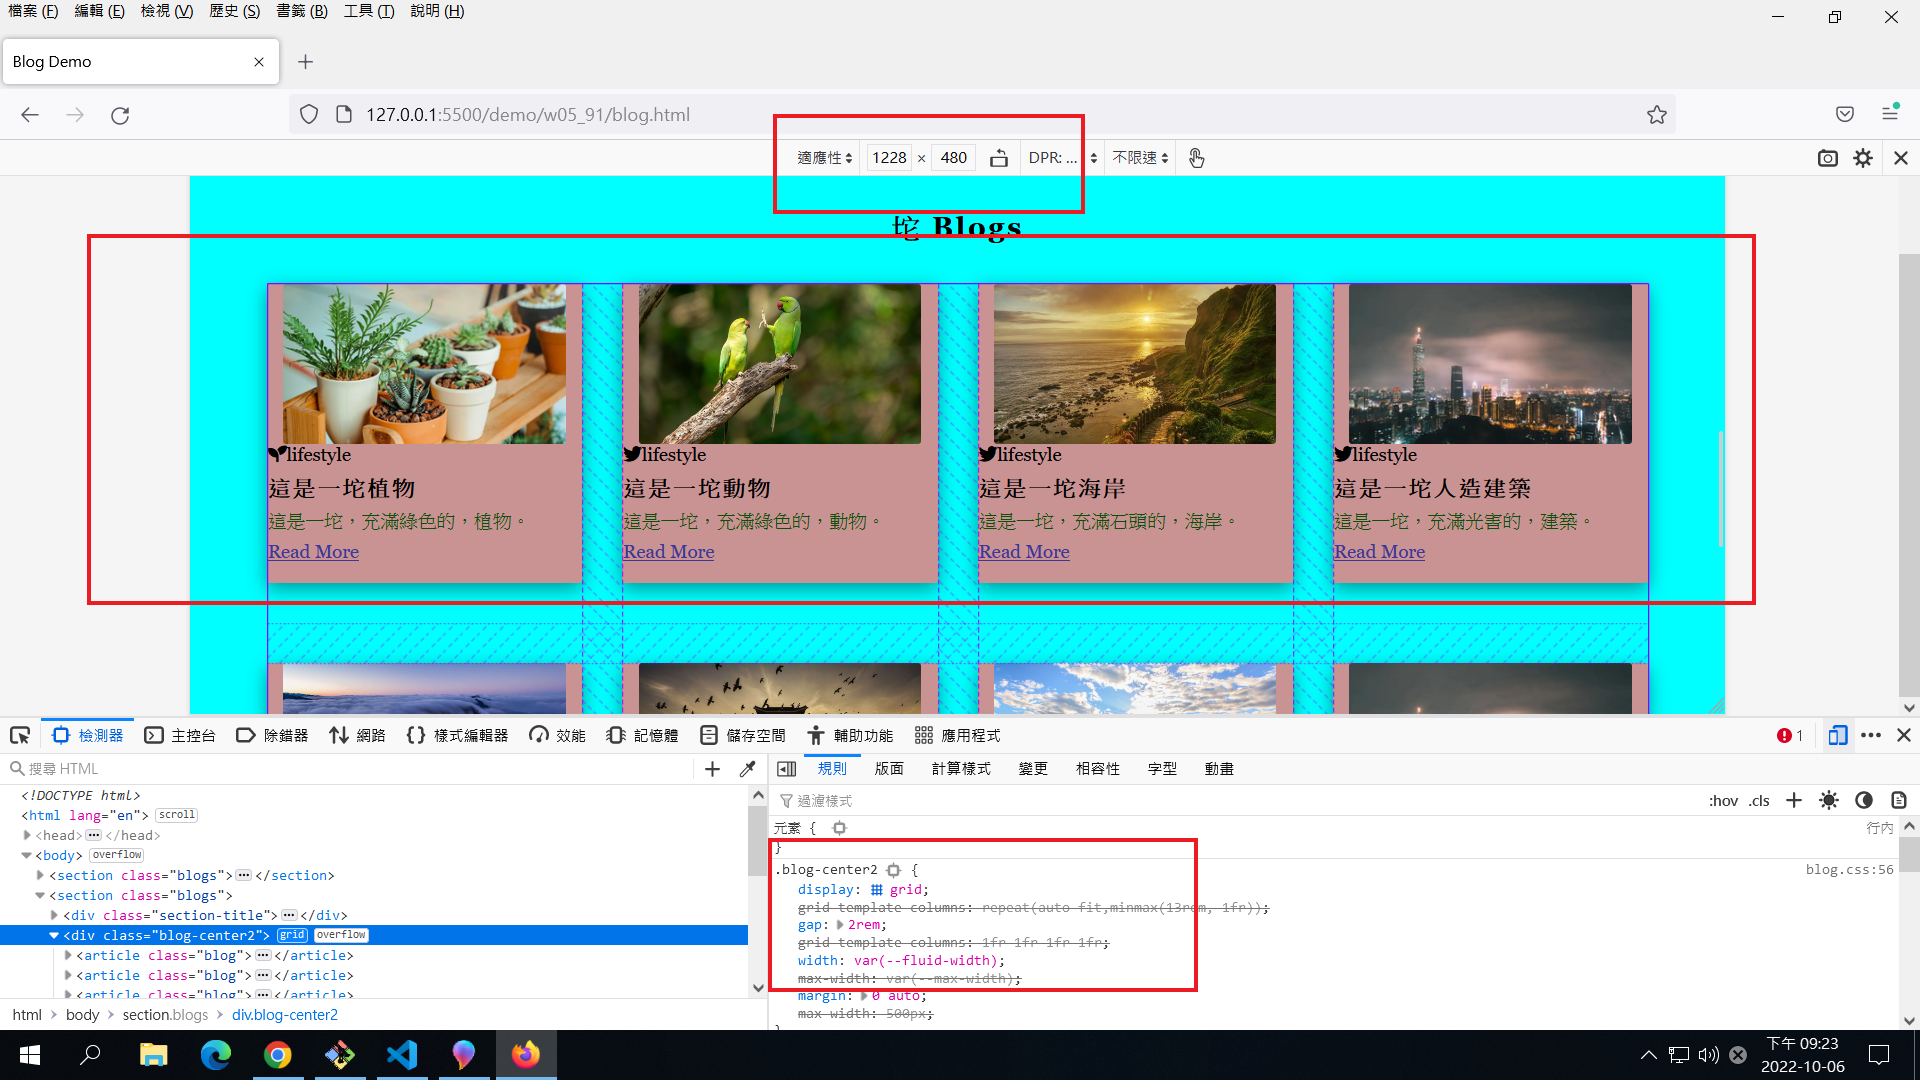 檔案 (F) 編輯 (E) 檢視 (V) 歷史 (S) 書籤 (B) 工具 (T) 說明 (H)
Blog Demo
127.0.0.1:5500/demo/w05_91/blog.html
適應性 1228 × 480 DPR: ... 不限速
坨 Blogs
lifestyle
這是一坨植物
這是一坨，充滿綠色的，植物。
Read More
lifestyle
這是一坨動物
這是一坨，充滿綠色的，動物。
Read More
lifestyle
這是一坨海岸
這是一坨，充滿石頭的，海岸。
Read More
lifestyle
這是一坨人造建築
這是一坨，充滿光害的，建築。
Read More
檢測器 主控台 除錯器 網路 樣式編輯器 效能 記憶體 儲存空間 輔助功能 應用程式 1
搜尋 HTML
<!DOCTYPE html>
<html lang="en"> scroll
<head> ••• </head>
<body> overflow
<section class="blogs"> ••• </section>
<section class="blogs">
<div class="section-title"> ••• </div>
<div class="blog-center2"> grid overflow
<article class="blog"> ••• </article>
<article class="blog"> ••• </article>
<article class="blog"> ••• </article>
html > body > section.blogs > div.blog-center2
規則 版面 計算樣式 變更 相容性 字型 動畫
過濾樣式 :hov .cls
元素 { 行內
}
.blog-center2 { blog.css:56
display: grid;
grid-template-columns: repeat(auto-fit,minmax(13rem, 1fr));
gap: 2rem;
grid-template-columns: 1fr 1fr 1fr 1fr;
width: var(--fluid-width);
max-width: var(--max-width);
margin: 0 auto;
max-width: 500px;
}
下午 09:23
2022-10-06